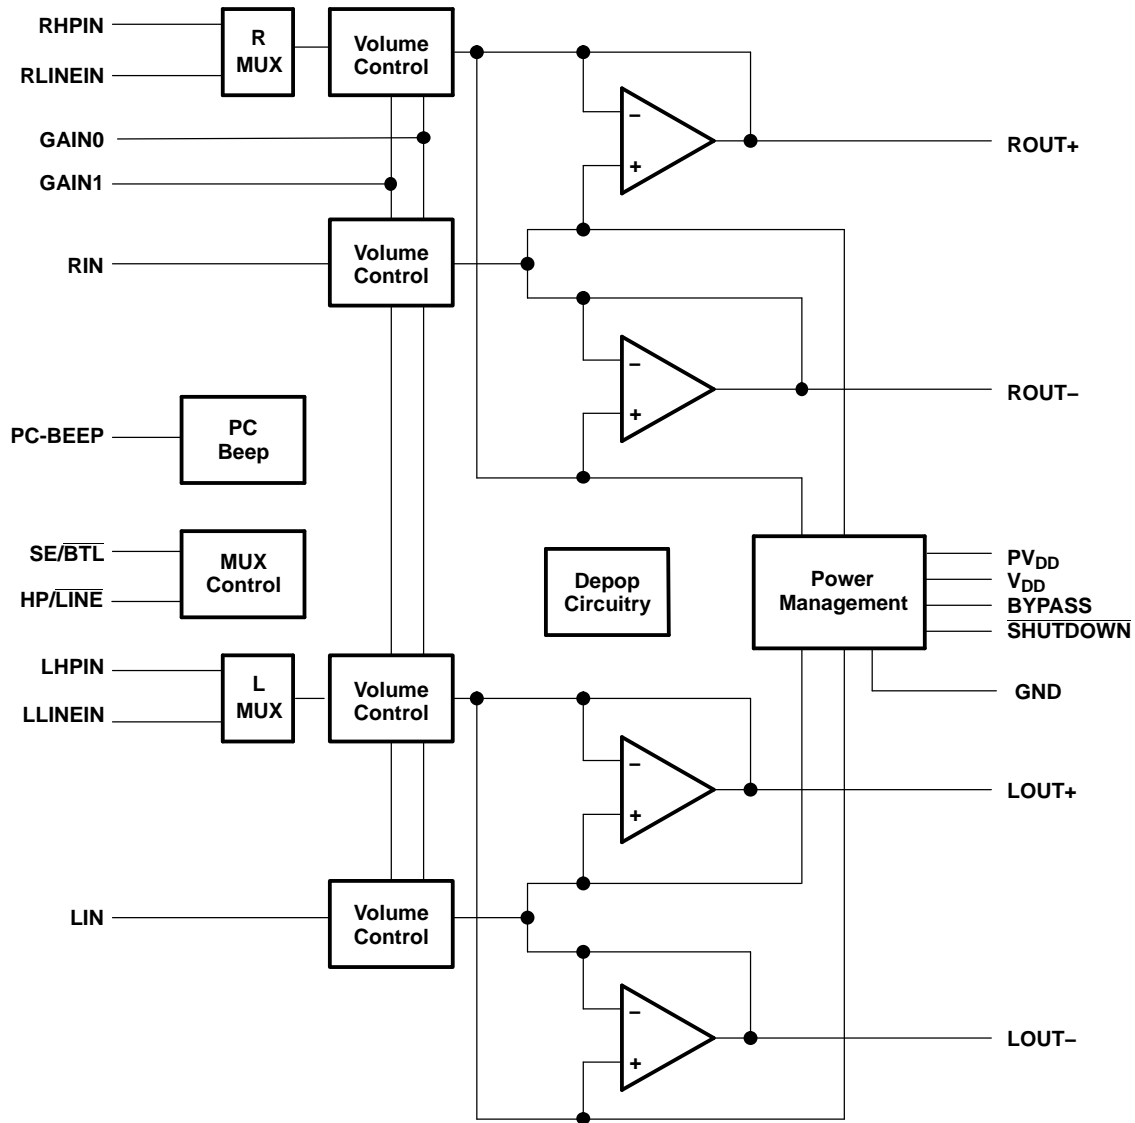 RHPIN
RLINEIN
R
MUX
Volume
Control
GAIN0
GAIN1
−
+
ROUT+
RIN
Volume
Control
−
+
ROUT−
PC-BEEP
PC
Beep
SE/BTL
HP/LINE
MUX
Control
Depop
Circuitry
Power
Management
PVDD
VDD
BYPASS
SHUTDOWN
GND
LHPIN
LLINEIN
L
MUX
Volume
Control
−
+
LOUT+
LIN
Volume
Control
−
+
LOUT−